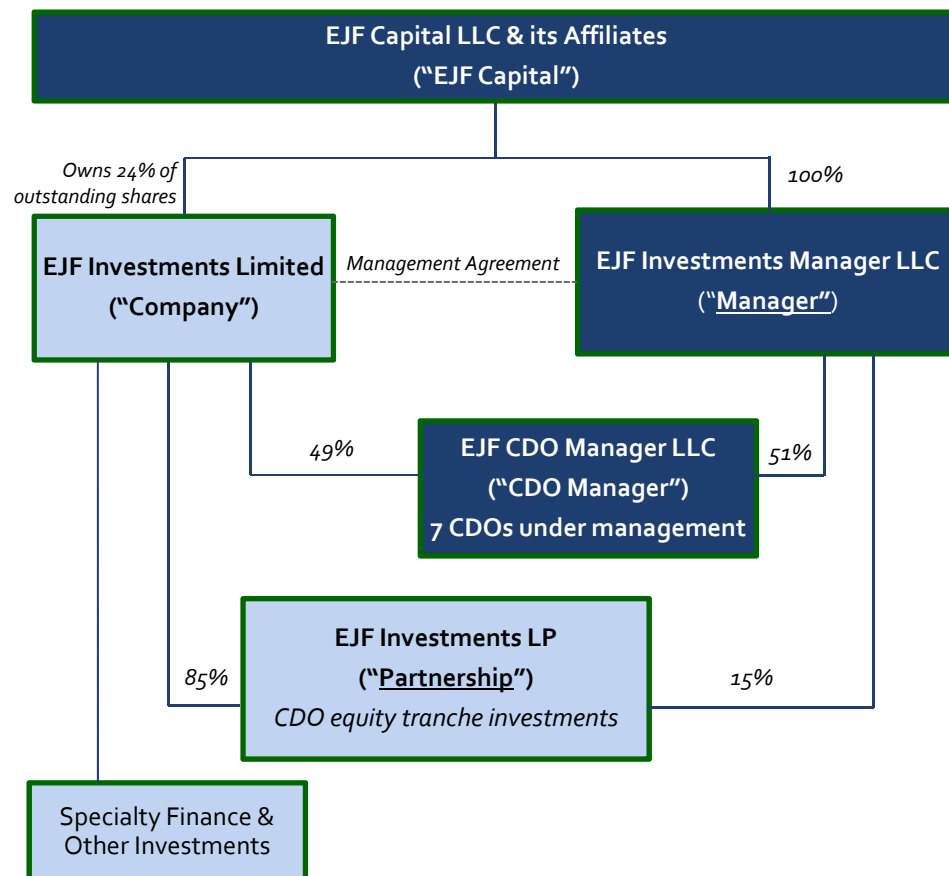 EJF Capital LLC & its Affiliates
(“EJF Capital”)
Owns 24% of
outstanding shares
100%
EJF Investments Limited
(“Company”)
Management Agreement
EJF Investments Manager LLC
(“Manager”)
49%
EJF CDO Manager LLC
(“CDO Manager”)
7 CDOs under management
51%
85%
EJF Investments LP
(“Partnership”)
CDO equity tranche investments
15%
Specialty Finance &
Other Investments